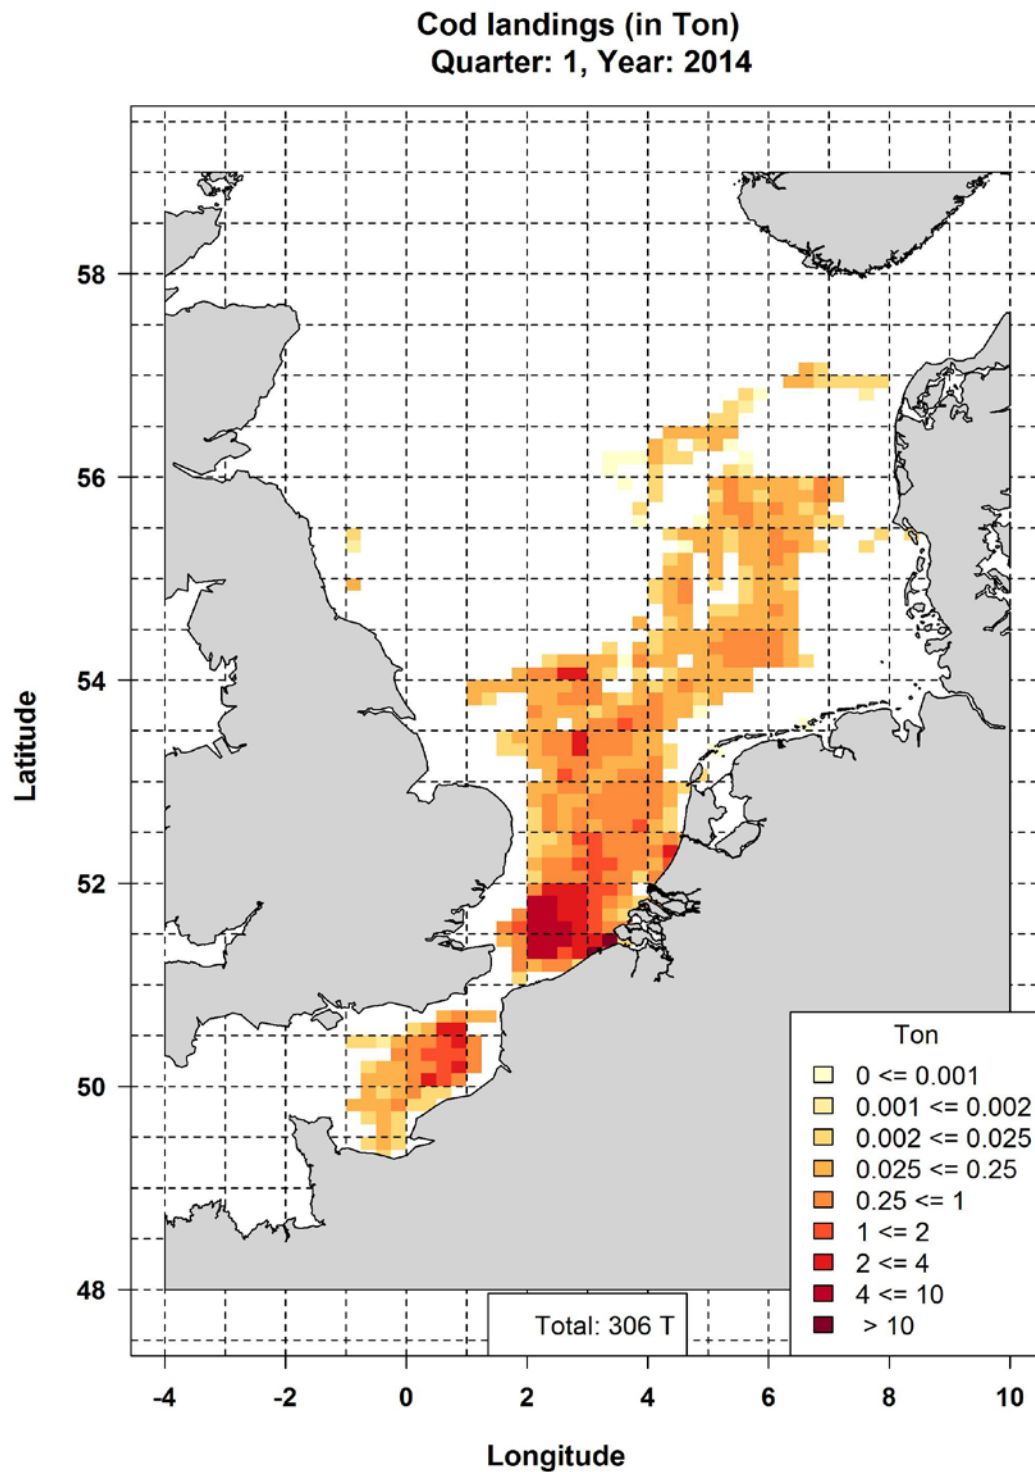 Cod landings (in Ton)
Quarter: 1, Year: 2014
Latitude
58
56
54
52
50
48
Ton
0 <= 0.001
0.001 <= 0.002
0.002 <= 0.025
0.025 <= 0.25
0.25 <= 1
1 <= 2
2 <= 4
4 <= 10
> 10
Total: 306 T
-4 -2 0 2 4 6 8 10
Longitude